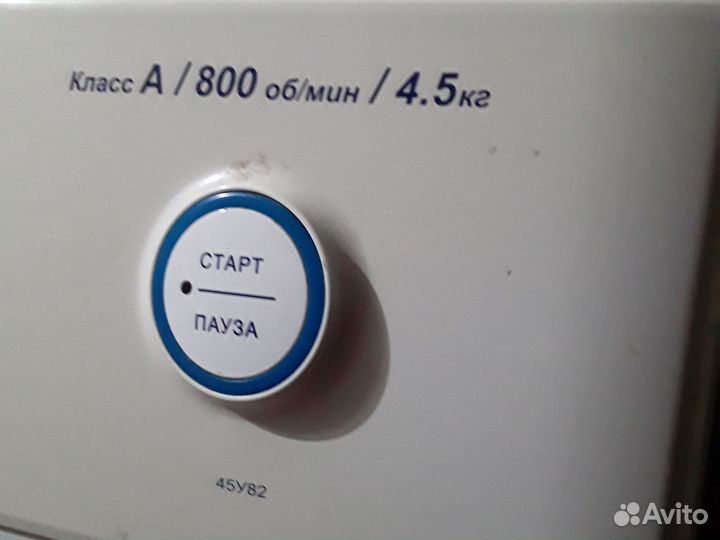 Класс А / 800 об/мин / 4.5кг
СТАРТ
ПАУЗА
45У82
Avito